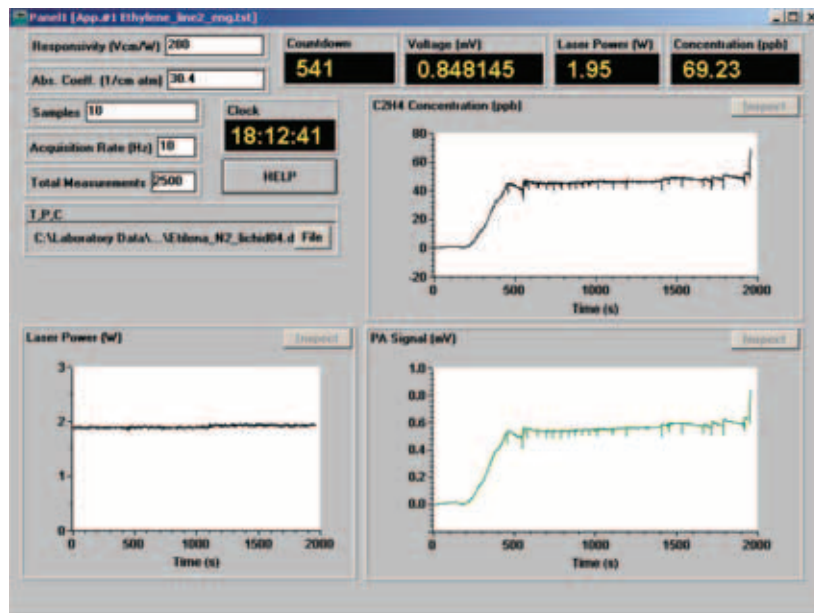 Panel1 [App.#1 Ethylene_line2_eng.txt]
Responsivity (Vcm/W) 280
Abs. Coeff. (1/cm atm) 30.4
Countdown
541
Voltage (mV)
0.848145
Laser Power (W)
1.95
Concentration (ppb)
69.23
Samples 10
Acquisition Rate (Hz) 10
Total Measurements 2500
Clock
18:12:41
HELP
T,P,C
C:\Laboratory Data\...\Etilena_N2_lichid04.d File
C2H4 Concentration (ppb)
Inspect
80
60
40
20
0
-20
0 500 1000 1500 2000
Time (s)
Laser Power (W)
Inspect
3
2
1
0
0 500 1000 1500 2000
Time (s)
PA Signal (mV)
Inspect
1.0
0.8
0.6
0.4
0.2
0.0
0 500 1000 1500 2000
Time (s)